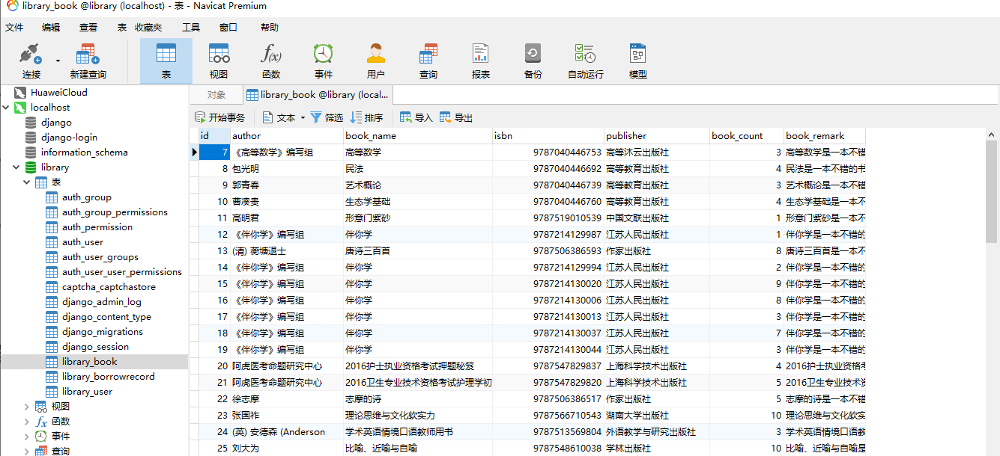 library_book @library (localhost) - 表 - Navicat Premium
文件 编辑 查看 表 收藏夹 工具 窗口 帮助
连接 新建查询 表 视图 函数 事件 用户 查询 报表 备份 自动运行 模型
HuaweiCloud
localhost
django
django-login
information_schema
library
表
auth_group
auth_group_permissions
auth_permission
auth_user
auth_user_groups
auth_user_user_permissions
captcha_captchastore
django_admin_log
django_content_type
django_migrations
django_session
library_book
library_borrowrecord
library_user
视图
函数
事件
查询
对象 library_book @library (local...
开始事务 文本 筛选 排序 导入 导出
id author book_name isbn publisher book_count book_remark
7 《高等数学》编写组 高等数学 9787040446753 高等沐云出版社 3 高等数学是一本不错
8 包光明 民法 9787040446692 高等教育出版社 4 民法是一本不错的书
9 郭青春 艺术概论 9787040446739 高等教育出版社 3 艺术概论是一本不错
10 曹凑贵 生态学基础 9787040446760 高等教育出版社 4 生态学基础是一本不
11 高明君 形意门紫砂 9787519010539 中国文联出版社 1 形意门紫砂是一本不
12 《伴你学》编写组 伴你学 9787214129987 江苏人民出版社 1 伴你学是一本不错的
13 (清) 蘅塘退士 唐诗三百首 9787506386593 作家出版社 8 唐诗三百首是一本不
14 《伴你学》编写组 伴你学 9787214129994 江苏人民出版社 2 伴你学是一本不错的
15 《伴你学》编写组 伴你学 9787214130020 江苏人民出版社 9 伴你学是一本不错的
16 《伴你学》编写组 伴你学 9787214130006 江苏人民出版社 8 伴你学是一本不错的
17 《伴你学》编写组 伴你学 9787214130013 江苏人民出版社 3 伴你学是一本不错的
18 《伴你学》编写组 伴你学 9787214130037 江苏人民出版社 7 伴你学是一本不错的
19 《伴你学》编写组 伴你学 9787214130044 江苏人民出版社 3 伴你学是一本不错的
20 阿虎医考命题研究中心 2016护士执业资格考试押题秘笈 9787547829837 上海科学技术出版社 4 2016护士执业资格考
21 阿虎医考命题研究中心 2016卫生专业技术资格考试护理学初 9787547829820 上海科学技术出版社 5 2016卫生专业技术资
22 徐志摩 志摩的诗 9787506386517 作家出版社 5 志摩的诗是一本不错
23 张国祚 理论思维与文化软实力 9787566710543 湖南大学出版社 10 理论思维与文化软实
24 (英) 安德森 (Anderson 学术英语情境口语教师用书 9787513569804 外语教学与研究出版社 3 学术英语情境口语教
25 刘大为 比喻、近喻与自喻 9787548610038 学林出版社 10 比喻、近喻与自喻是